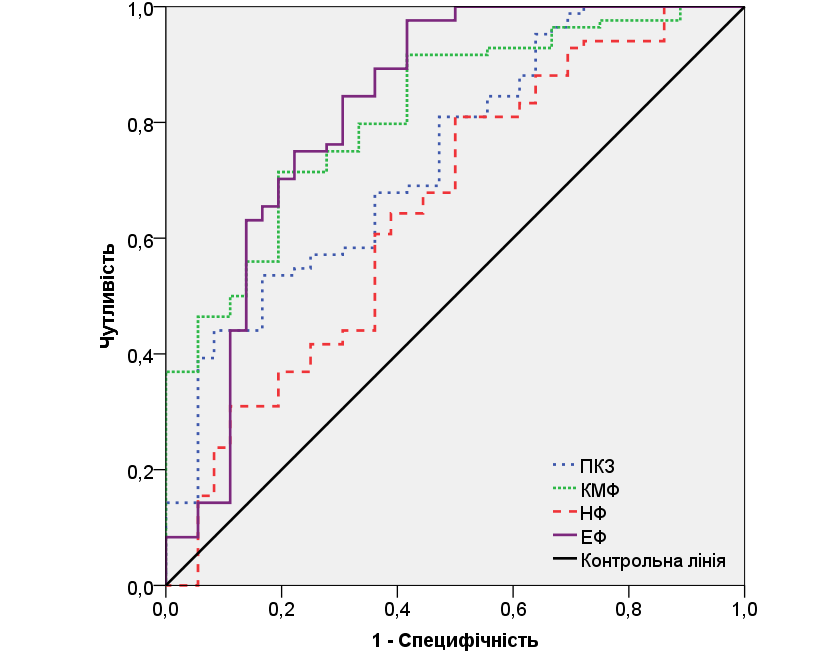 1,0
0,8
0,6
0,4
0,2
0,0
Чутливість
ПКЗ
КМФ
НФ
ЕФ
Контрольна лінія
0,0 0,2 0,4 0,6 0,8 1,0
1 - Специфічність